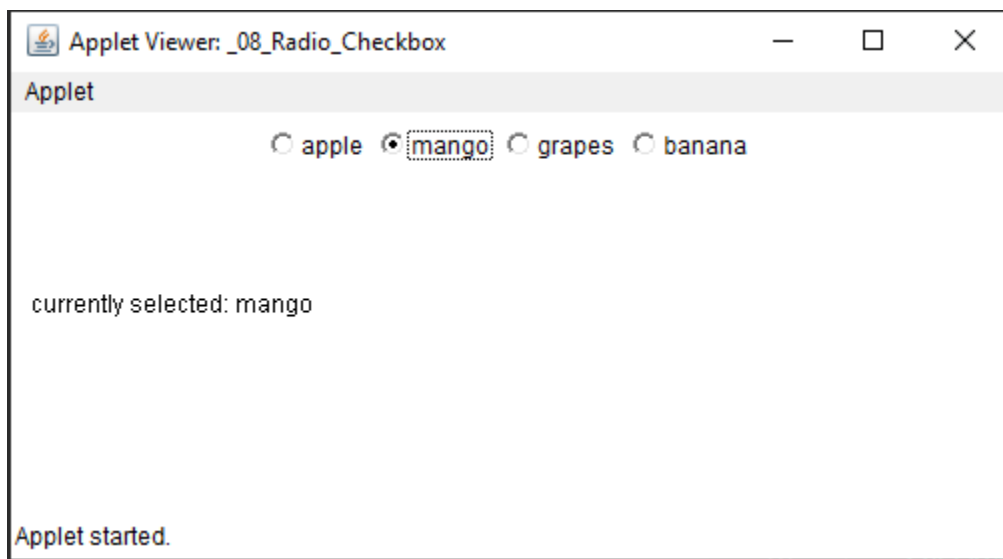 Applet Viewer: _08_Radio_Checkbox
Applet
apple mango grapes banana
currently selected: mango
Applet started.